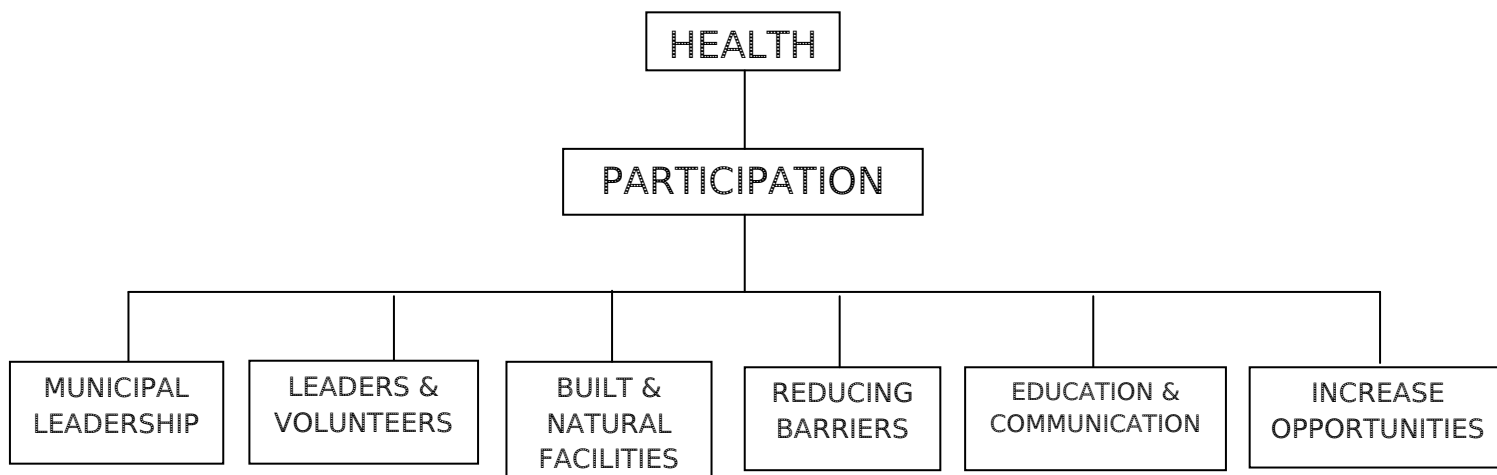 HEALTH
PARTICIPATION
MUNICIPAL
LEADERSHIP
LEADERS &
VOLUNTEERS
BUILT &
NATURAL
FACILITIES
REDUCING
BARRIERS
EDUCATION &
COMMUNICATION
INCREASE
OPPORTUNITIES